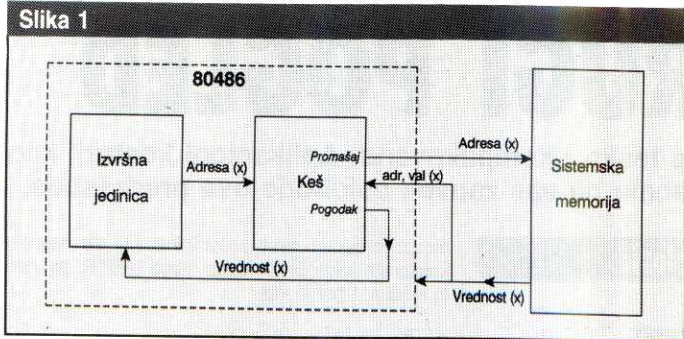 Slika 1
80486
Izvršna
jedinica
Adresa (x)
Promašaj
Keš
Pogodak
adr, val (x)
Adresa (x)
Sistemska
memorija
Vrednost (x)
Vrednost (x)